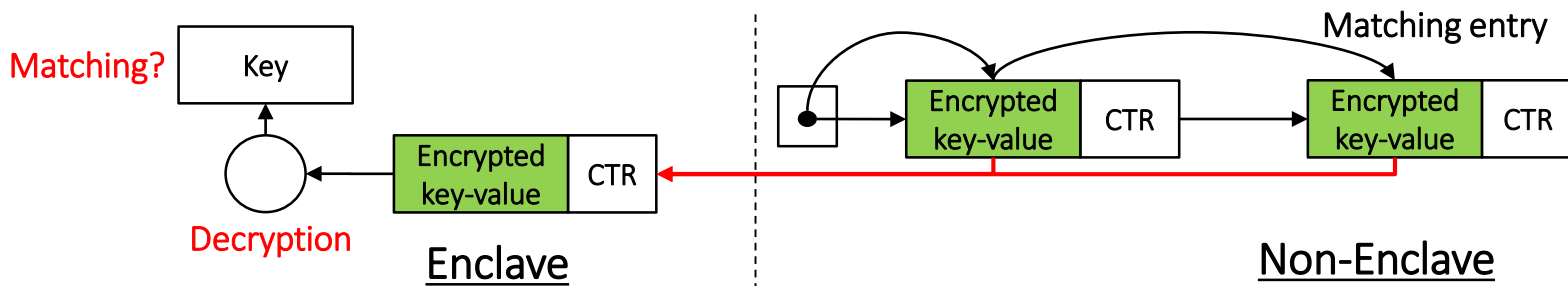 Matching?
Key
Decryption
Encrypted
key-value
CTR
Enclave
Matching entry
Encrypted
key-value
CTR
Encrypted
key-value
CTR
Non-Enclave